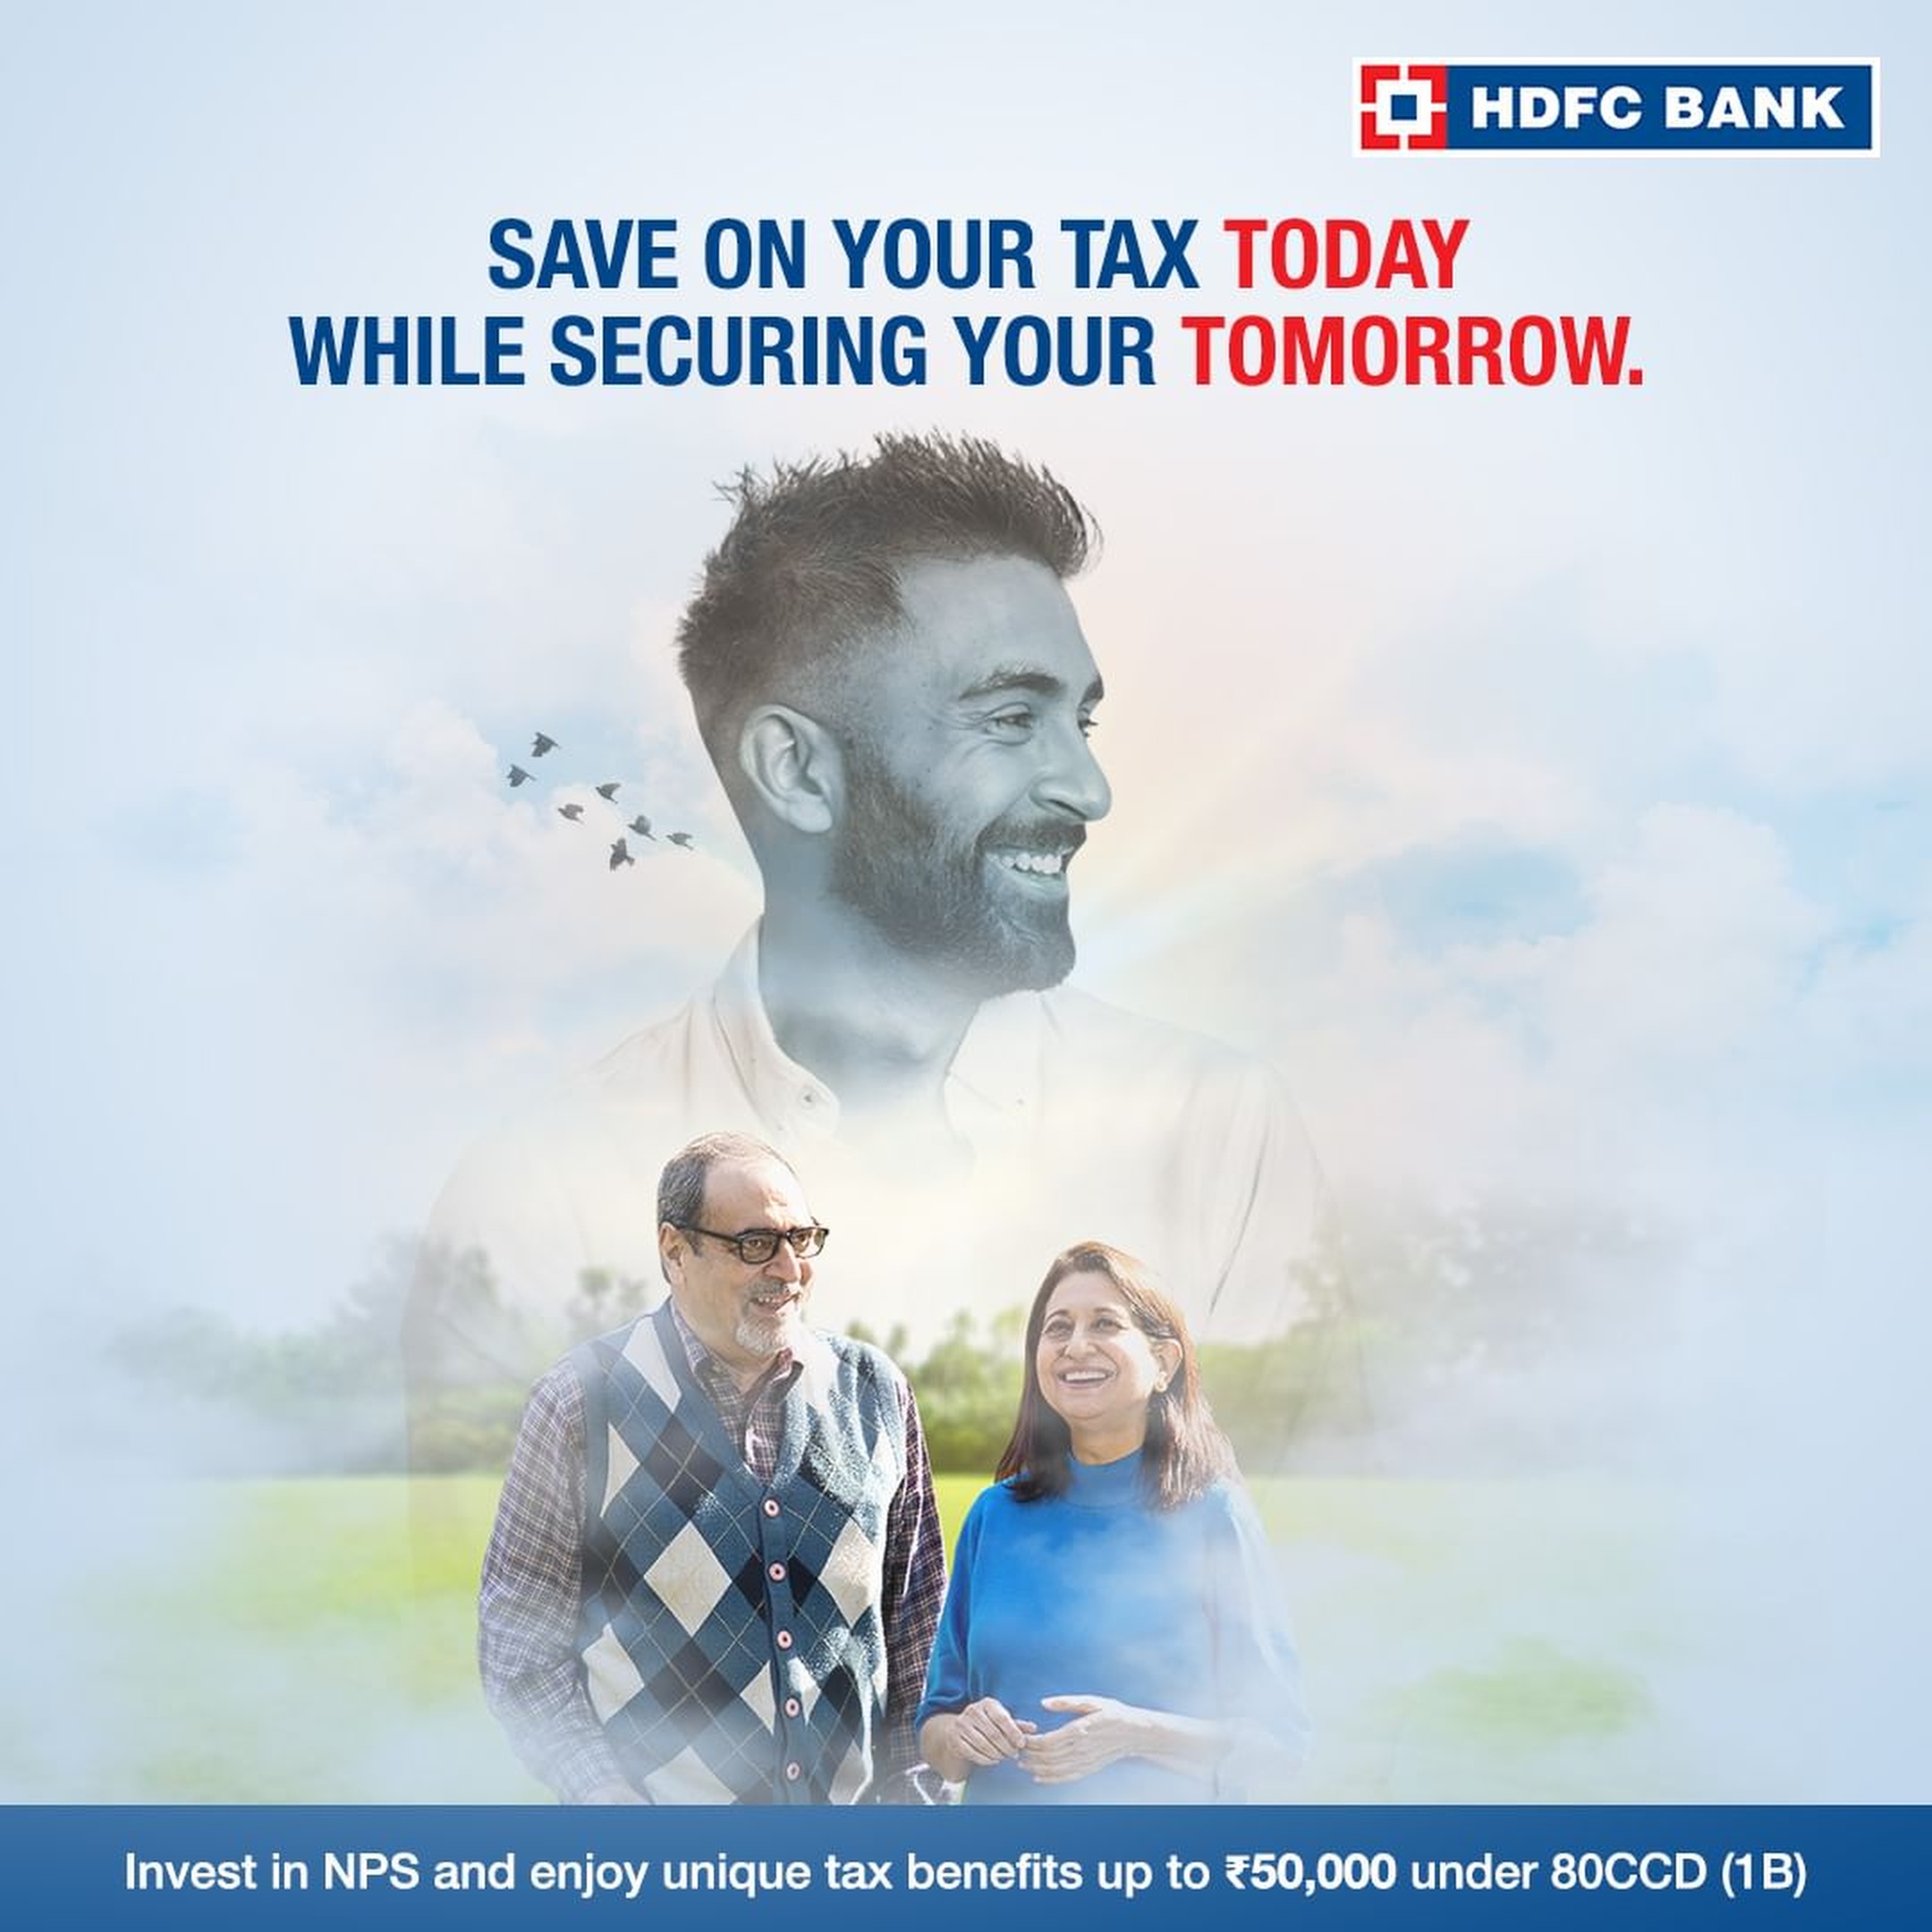 HDFC BANK
SAVE ON YOUR TAX TODAY
WHILE SECURING YOUR TOMORROW.
Invest in NPS and enjoy unique tax benefits up to ₹50,000 under 80CCD (1B)